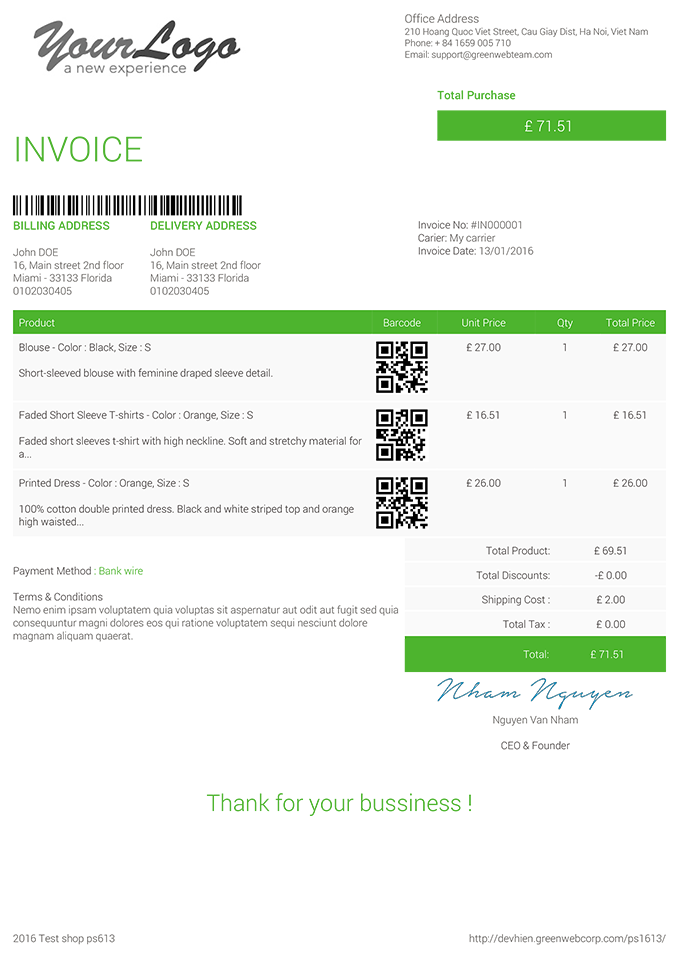 YourLogo
a new experience
Office Address
210 Hoang Quoc Viet Street, Cau Giay Dist, Ha Noi, Viet Nam
Phone: + 84 1659 005 710
Email: support@greenwebteam.com
Total Purchase
£ 71.51
INVOICE
BILLING ADDRESS DELIVERY ADDRESS
John DOE John DOE
16, Main street 2nd floor 16, Main street 2nd floor
Miami - 33133 Florida Miami - 33133 Florida
0102030405 0102030405
Invoice No: #IN000001
Carier: My carrier
Invoice Date: 13/01/2016
Product Barcode Unit Price Qty Total Price
Blouse - Color : Black, Size : S £ 27.00 1 £ 27.00
Short-sleeved blouse with feminine draped sleeve detail.
Faded Short Sleeve T-shirts - Color : Orange, Size : S £ 16.51 1 £ 16.51
Faded short sleeves t-shirt with high neckline. Soft and stretchy material for
a...
Printed Dress - Color : Orange, Size : S £ 26.00 1 £ 26.00
100% cotton double printed dress. Black and white striped top and orange
high waisted...
Total Product: £ 69.51
Total Discounts: -£ 0.00
Shipping Cost : £ 2.00
Total Tax : £ 0.00
Total: £ 71.51
Payment Method : Bank wire
Terms & Conditions
Nemo enim ipsam voluptatem quia voluptas sit aspernatur aut odit aut fugit sed quia
consequuntur magni dolores eos qui ratione voluptatem sequi nesciunt dolore
magnam aliquam quaerat.
Nham Nguyen
Nguyen Van Nham
CEO & Founder
Thank for your bussiness !
2016 Test shop ps613 http://devhien.greenwebcorp.com/ps1613/